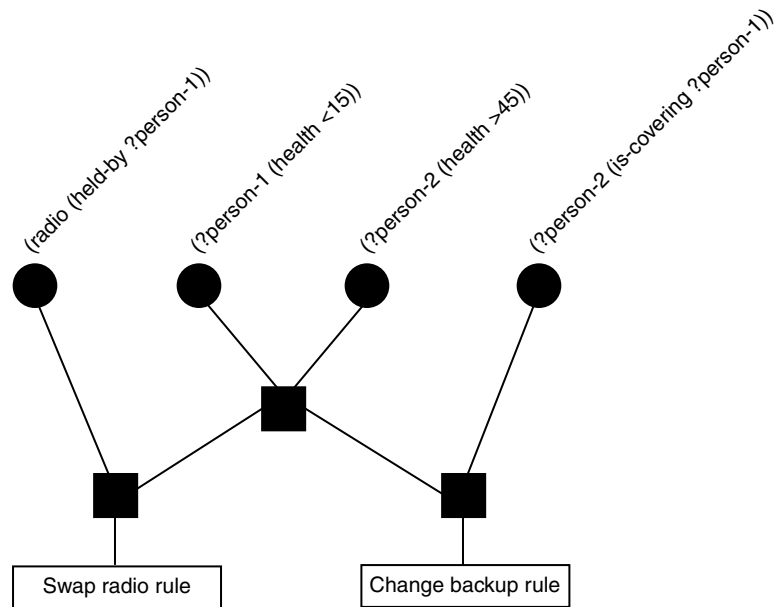 (radio (held-by ?person-1))
(?person-1 (health <15))
(?person-2 (health >45))
(?person-2 (is-covering ?person-1))
Swap radio rule
Change backup rule